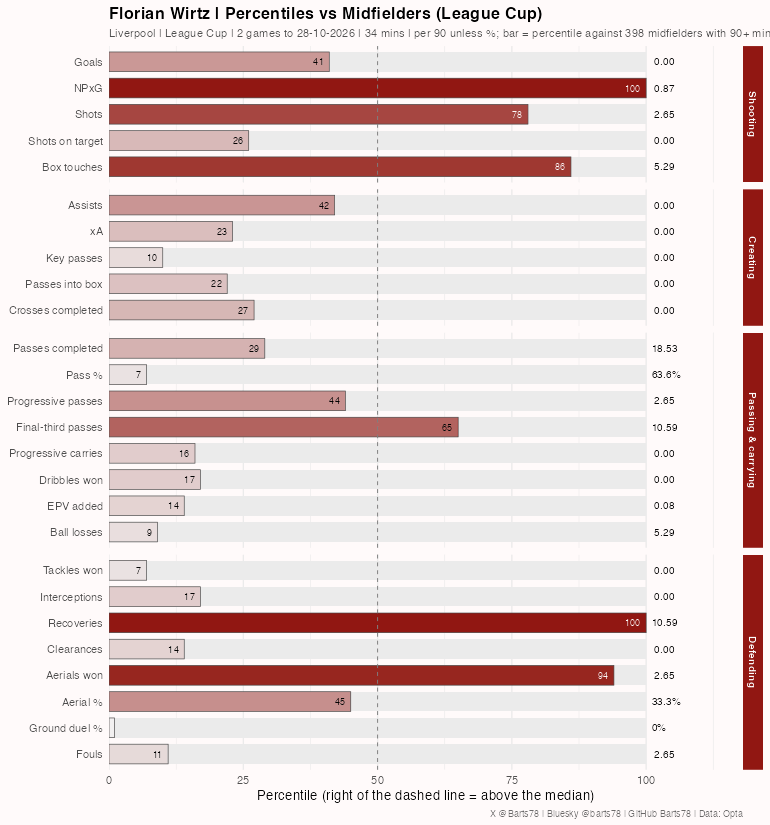 Florian Wirtz | Percentiles vs Midfielders (League Cup)
Liverpool | League Cup | 2 games to 28-10-2026 | 34 mins | per 90 unless %; bar = percentile against 398 midfielders with 90+ min
Goals 41 0.00
NPxG 100 0.87
Shots 78 2.65
Shots on target 26 0.00
Box touches 86 5.29
Shooting
Assists 42 0.00
xA 23 0.00
Key passes 10 0.00
Passes into box 22 0.00
Crosses completed 27 0.00
Creating
Passes completed 29 18.53
Pass % 7 63.6%
Progressive passes 44 2.65
Final-third passes 65 10.59
Progressive carries 16 0.00
Dribbles won 17 0.00
EPV added 14 0.08
Ball losses 9 5.29
Passing & carrying
Tackles won 7 0.00
Interceptions 17 0.00
Recoveries 100 10.59
Clearances 14 0.00
Aerials won 94 2.65
Aerial % 45 33.3%
Ground duel % 0%
Fouls 11 2.65
Defending
0 25 50 75 100
Percentile (right of the dashed line = above the median)
X @Barts78 | Bluesky @barts78 | GitHub Barts78 | Data: Opta